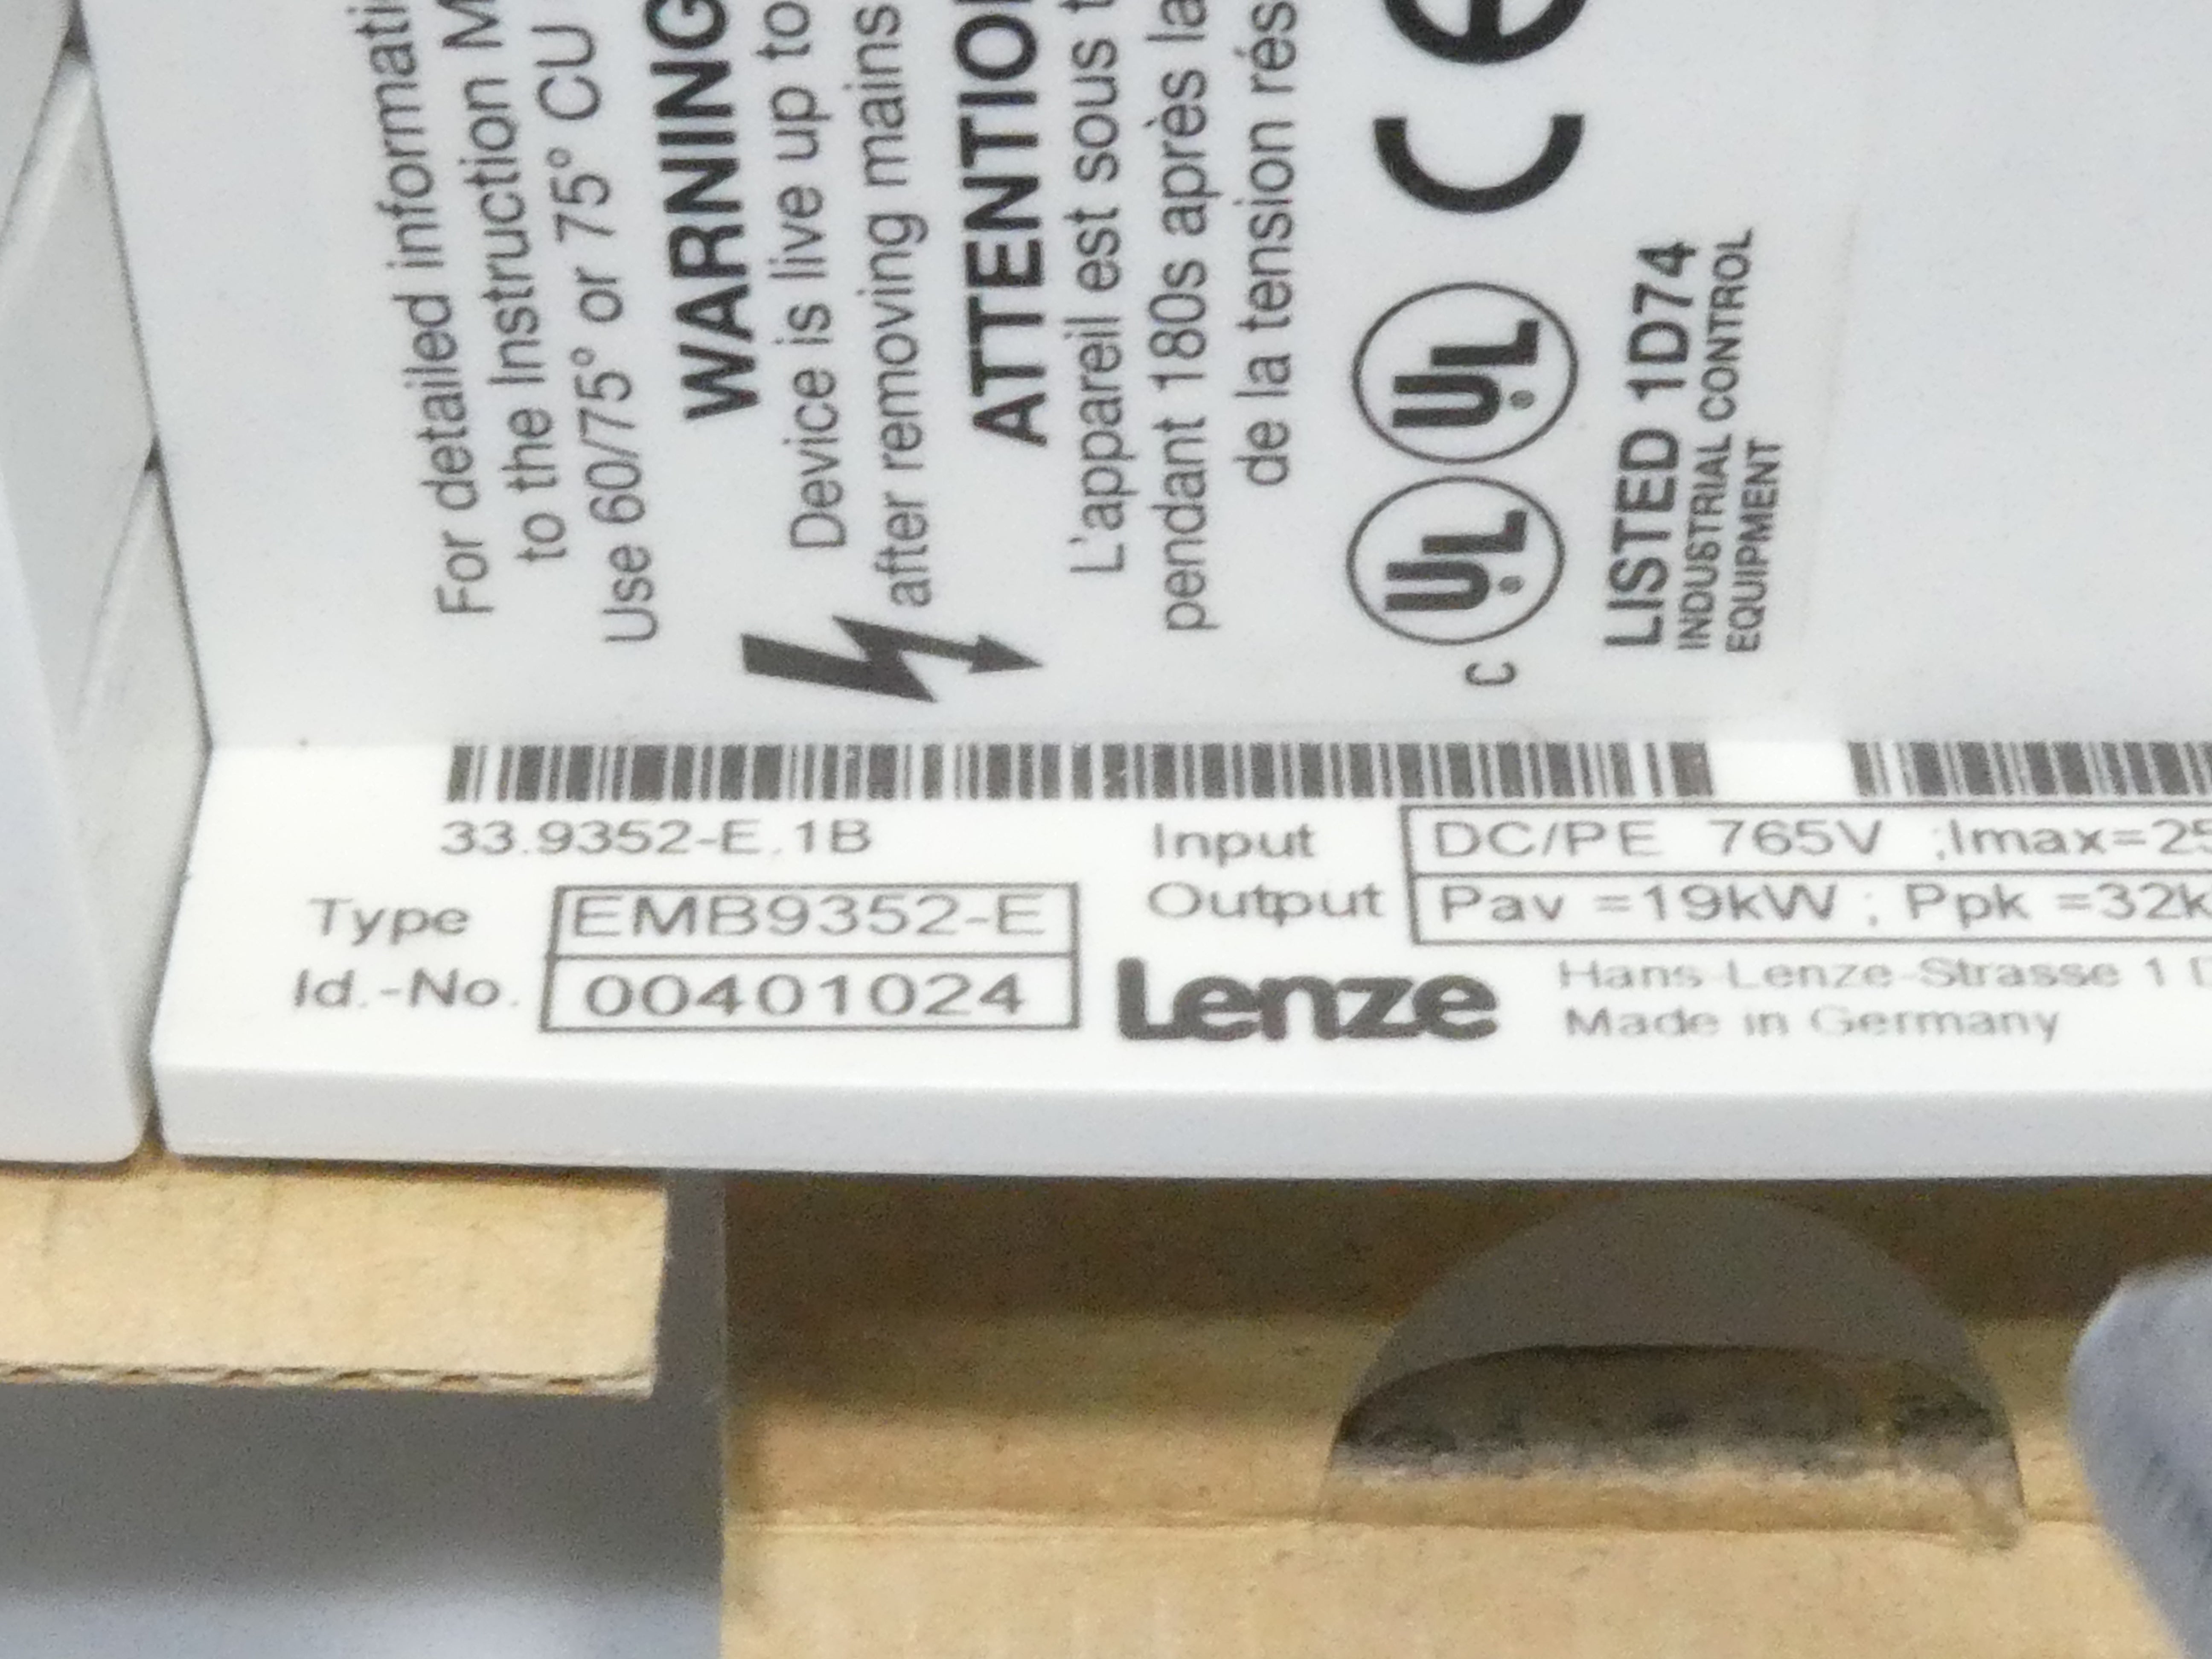 For detailed informati
to the Instruction M
Use 60/75° or 75° CU
WARNING
Device is live up to
after removing mains
ATTENTIO
L'appareil est sous t
pendant 180s après la
de la tension rés
CE
c UL UL
LISTED 1D74
INDUSTRIAL CONTROL
EQUIPMENT
33.9352-E.1B
Type EMB9352-E
Id.-No. 00401024
Input DC/PE 765V ;Imax=25
Output Pav =19kW ; Ppk =32k
Lenze
Hans-Lenze-Strasse 1 D
Made in Germany